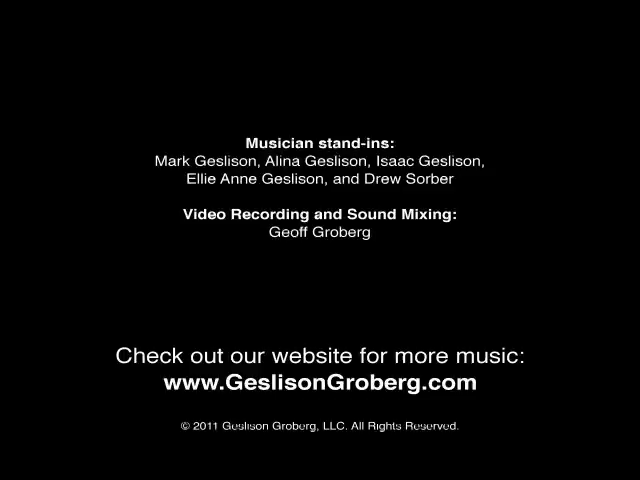 Musician stand-ins:
Mark Geslison, Alina Geslison, Isaac Geslison,
Ellie Anne Geslison, and Drew Sorber
Video Recording and Sound Mixing:
Geoff Groberg
Check out our website for more music:
www.GeslisonGroberg.com
© 2011 Geslison Groberg, LLC. All Rights Reserved.